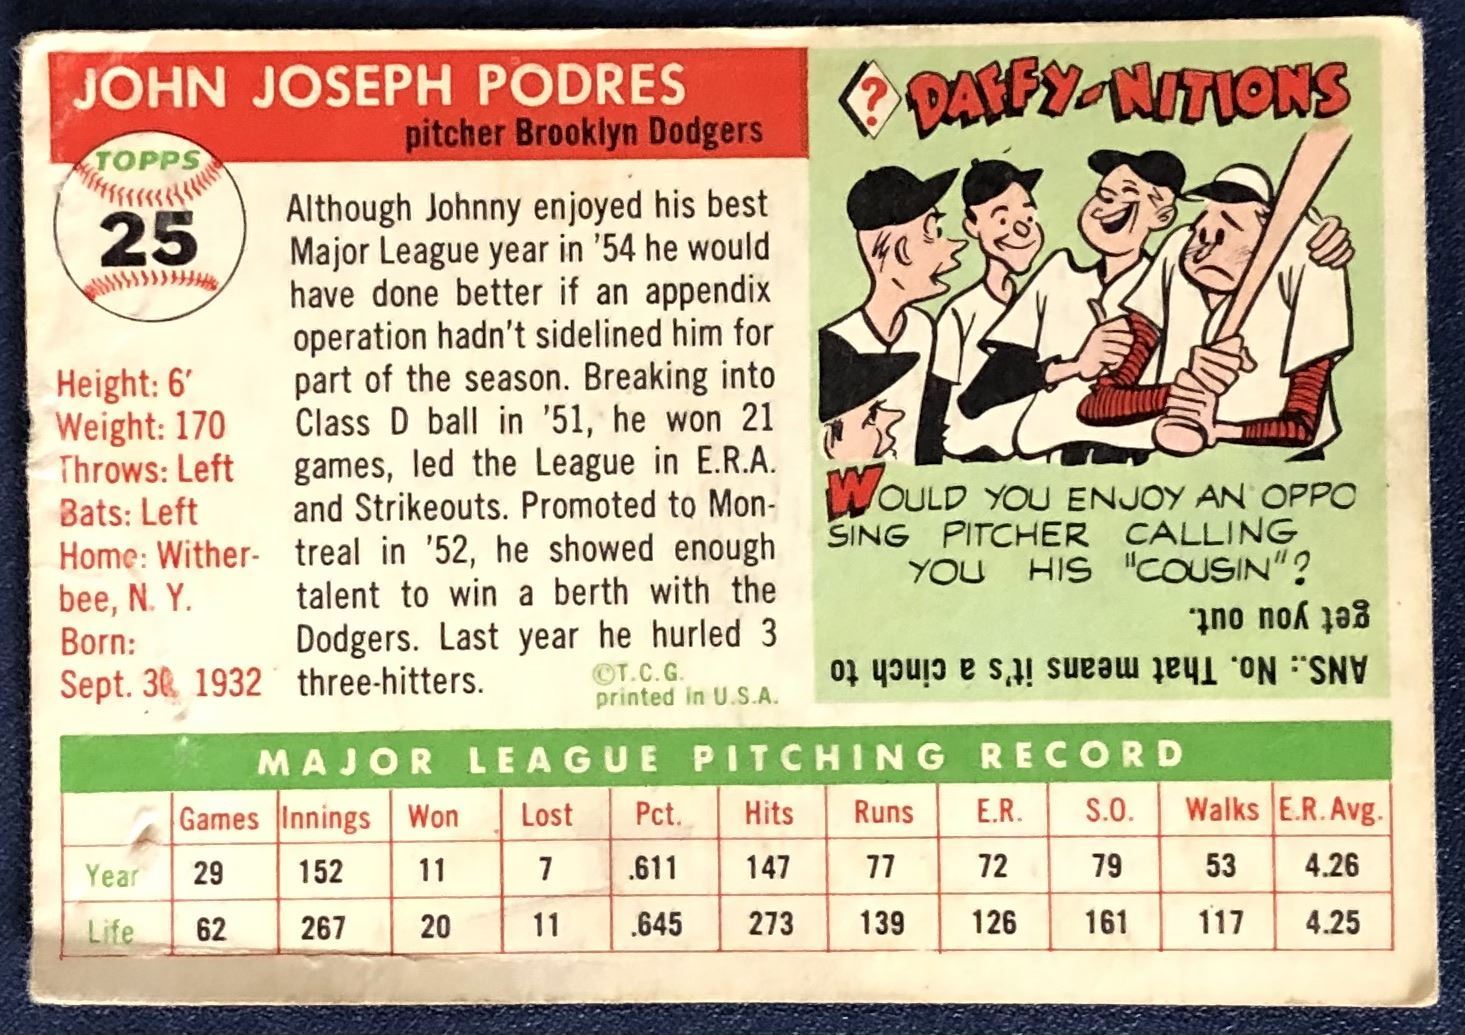 JOHN JOSEPH PODRES
pitcher Brooklyn Dodgers
TOPPS
25
Height: 6'
Weight: 170
Throws: Left
Bats: Left
Home: Wither-
bee, N. Y.
Born:
Sept. 30, 1932
Although Johnny enjoyed his best
Major League year in '54 he would
have done better if an appendix
operation hadn't sidelined him for
part of the season. Breaking into
Class D ball in '51, he won 21
games, led the League in E.R.A.
and Strikeouts. Promoted to Mon-
treal in '52, he showed enough
talent to win a berth with the
Dodgers. Last year he hurled 3
three-hitters.
©T.C.G.
printed in U.S.A.
? DAFFY-NITIONS
WOULD YOU ENJOY AN OPPO
SING PITCHER CALLING
YOU HIS "COUSIN"?
ANS.: No. That means it's a cinch to
get you out.
MAJOR LEAGUE PITCHING RECORD
Games Innings Won Lost Pct. Hits Runs E.R. S.O. Walks E.R. Avg.
Year 29 152 11 7 .611 147 77 72 79 53 4.26
Life 62 267 20 11 .645 273 139 126 161 117 4.25